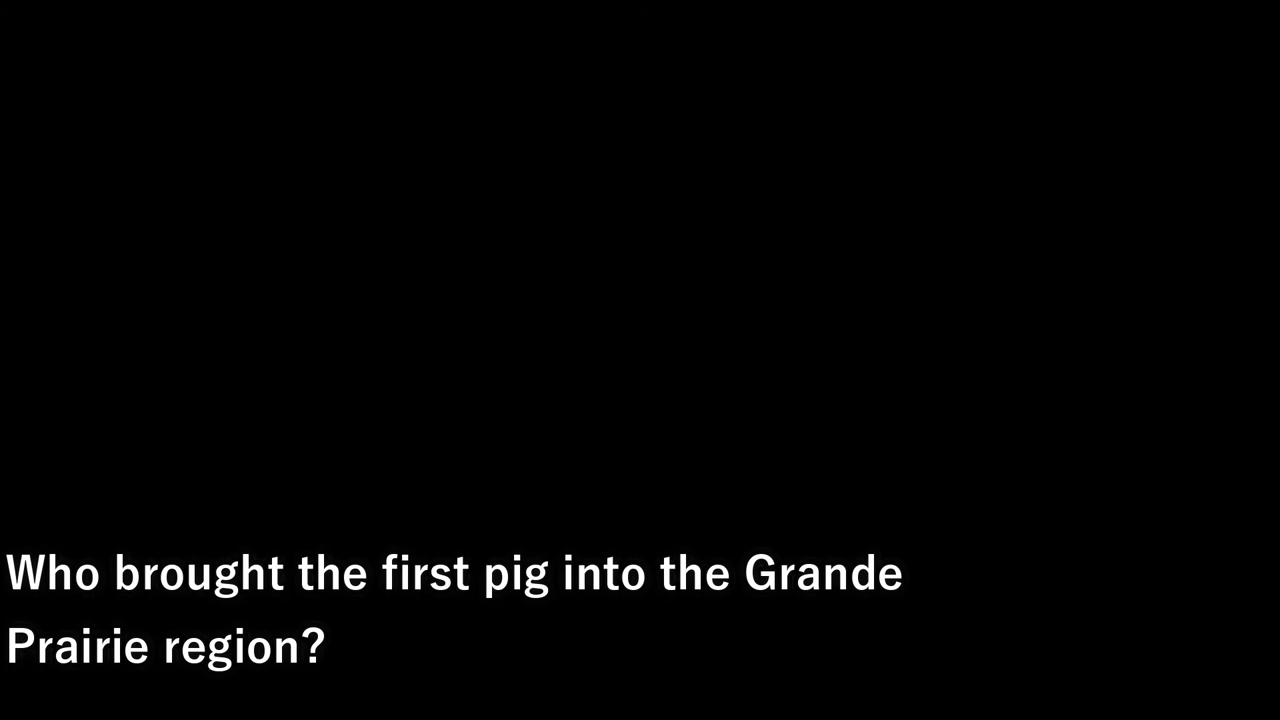 Who brought the first pig into the Grande
Prairie region?